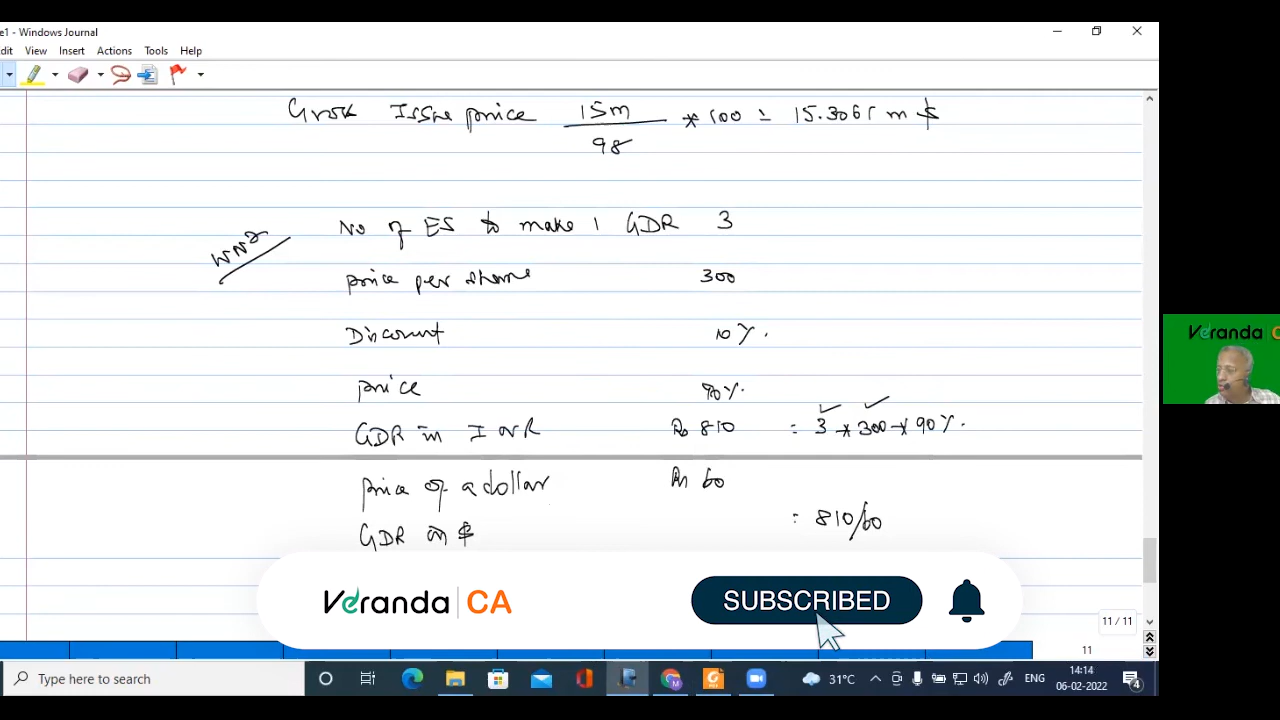 e1 - Windows Journal
dit View Insert Actions Tools Help
Gross Issue price 15m/98 * 100 = 15.3061 m $
WN2
No of ES to make 1 GDR 3
price per share 300
Discount 10%.
price 90%.
GDR in INR Rs 810 = 3 * 300 * 90%.
price of a dollar Rs 60
GDR in $ = 810/60
Veranda CA
Veranda | CA
SUBSCRIBED
11 / 11
11
Type here to search
31°C
ENG
14:14
06-02-2022
4